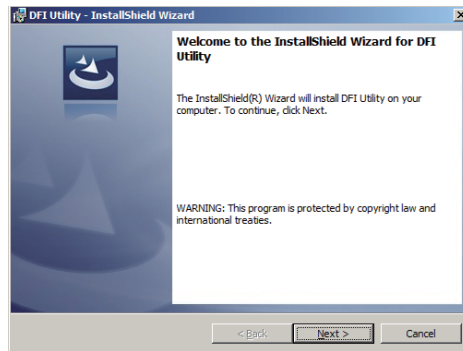 DFI Utility - InstallShield Wizard
Welcome to the InstallShield Wizard for DFI
Utility
The InstallShield(R) Wizard will install DFI Utility on your
computer. To continue, click Next.
WARNING: This program is protected by copyright law and
international treaties.
< Back Next > Cancel